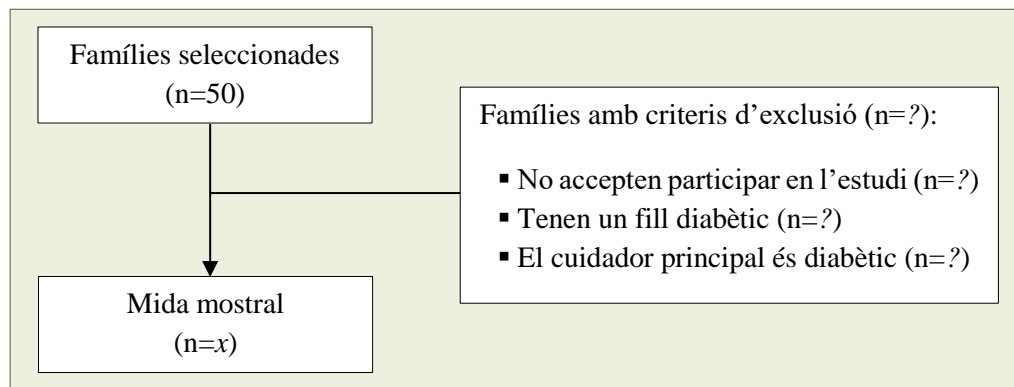 Famílies seleccionades
(n=50)
Famílies amb criteris d’exclusió (n=?):
▪ No accepten participar en l’estudi (n=?)
▪ Tenen un fill diabètic (n=?)
▪ El cuidador principal és diabètic (n=?)
Mida mostral
(n=x)